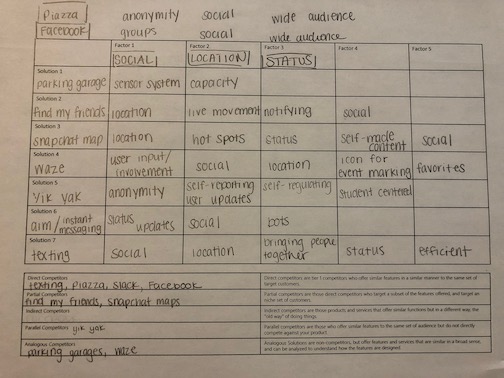 Piazza anonymity social wide audience
Facebook groups social wide audience
Factor 1 Factor 2 Factor 3 Factor 4 Factor 5
SOCIAL LOCATION STATUS
Solution 1
parking garage sensor system capacity
Solution 2
find my friends location live movement notifying social
Solution 3
snapchat map location hot spots status self-made content social
Solution 4
waze user input/ involvement social location icon for event marking favorites
Solution 5
Yik yak anonymity self-reporting user updates self-regulating student centered
Solution 6
aim/instant messaging status updates social bots
Solution 7
texting social location bringing people together status efficient
Direct Competitors
texting, Piazza, slack, Facebook
Direct competitors are tier 1 competitors who offer similar features in a similar manner to the same set of target customers.
Partial Competitors
find my friends, snapchat maps
Partial competitors are those direct competitors who target a subset of the features offered, and target an niche set of customers.
Indirect Competitors
Indirect competitors are products and services that offer similar functions but in a different way, the "old way" of doing things.
Parallel Competitors yik yak
Parallel competitors are those who offer similar features to the same set of audience but do not directly compete against your product.
Analogous Competitors
parking garages, waze
Analogous Solutions are non-competitors, but offer features and services that are similar in a broad sense, and can be analyzed to understand how the features are designed.